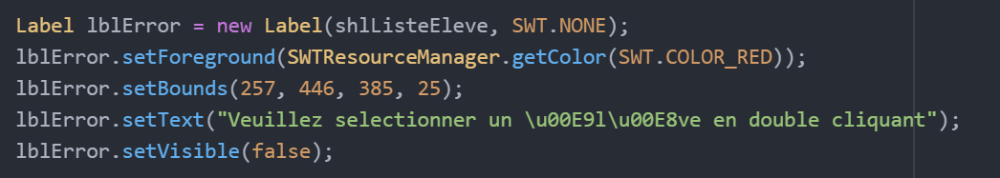 Label lblError = new Label(shlListeEleve, SWT.NONE);
lblError.setForeground(SWTResourceManager.getColor(SWT.COLOR_RED));
lblError.setBounds(257, 446, 385, 25);
lblError.setText("Veuillez selectionner un \u00E9l\u00E8ve en double cliquant");
lblError.setVisible(false);